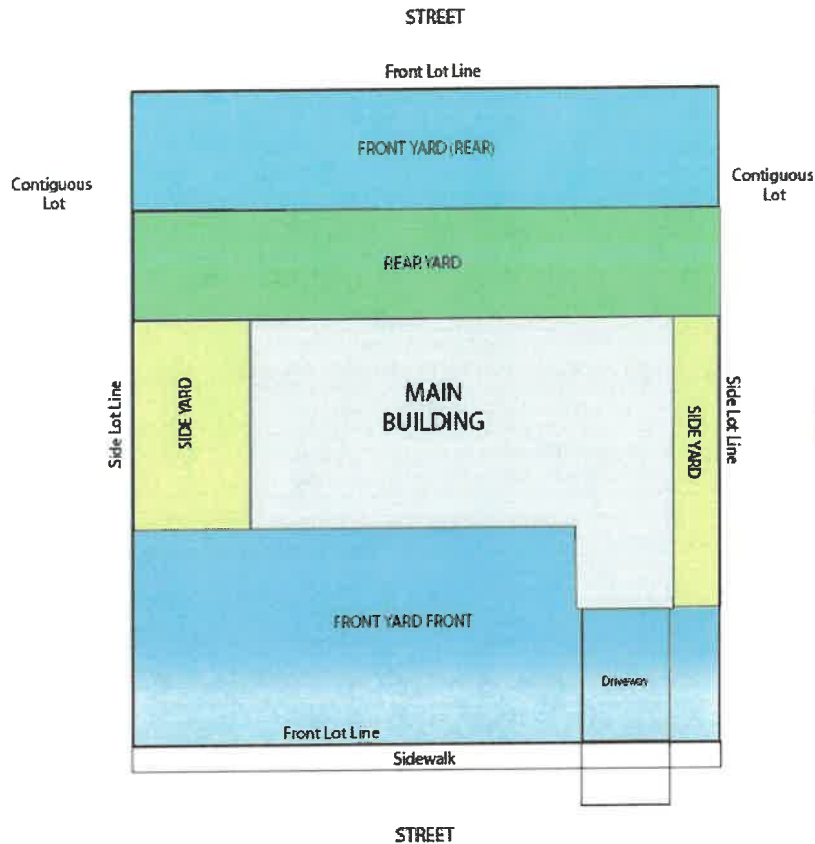 STREET
Front Lot Line
FRONT YARD (REAR)
Contiguous
Lot
Contiguous
Lot
REAR YARD
Side Lot Line
SIDE YARD
MAIN
BUILDING
SIDE YARD
Side Lot Line
FRONT YARD FRONT
Driveway
Front Lot Line
Sidewalk
STREET